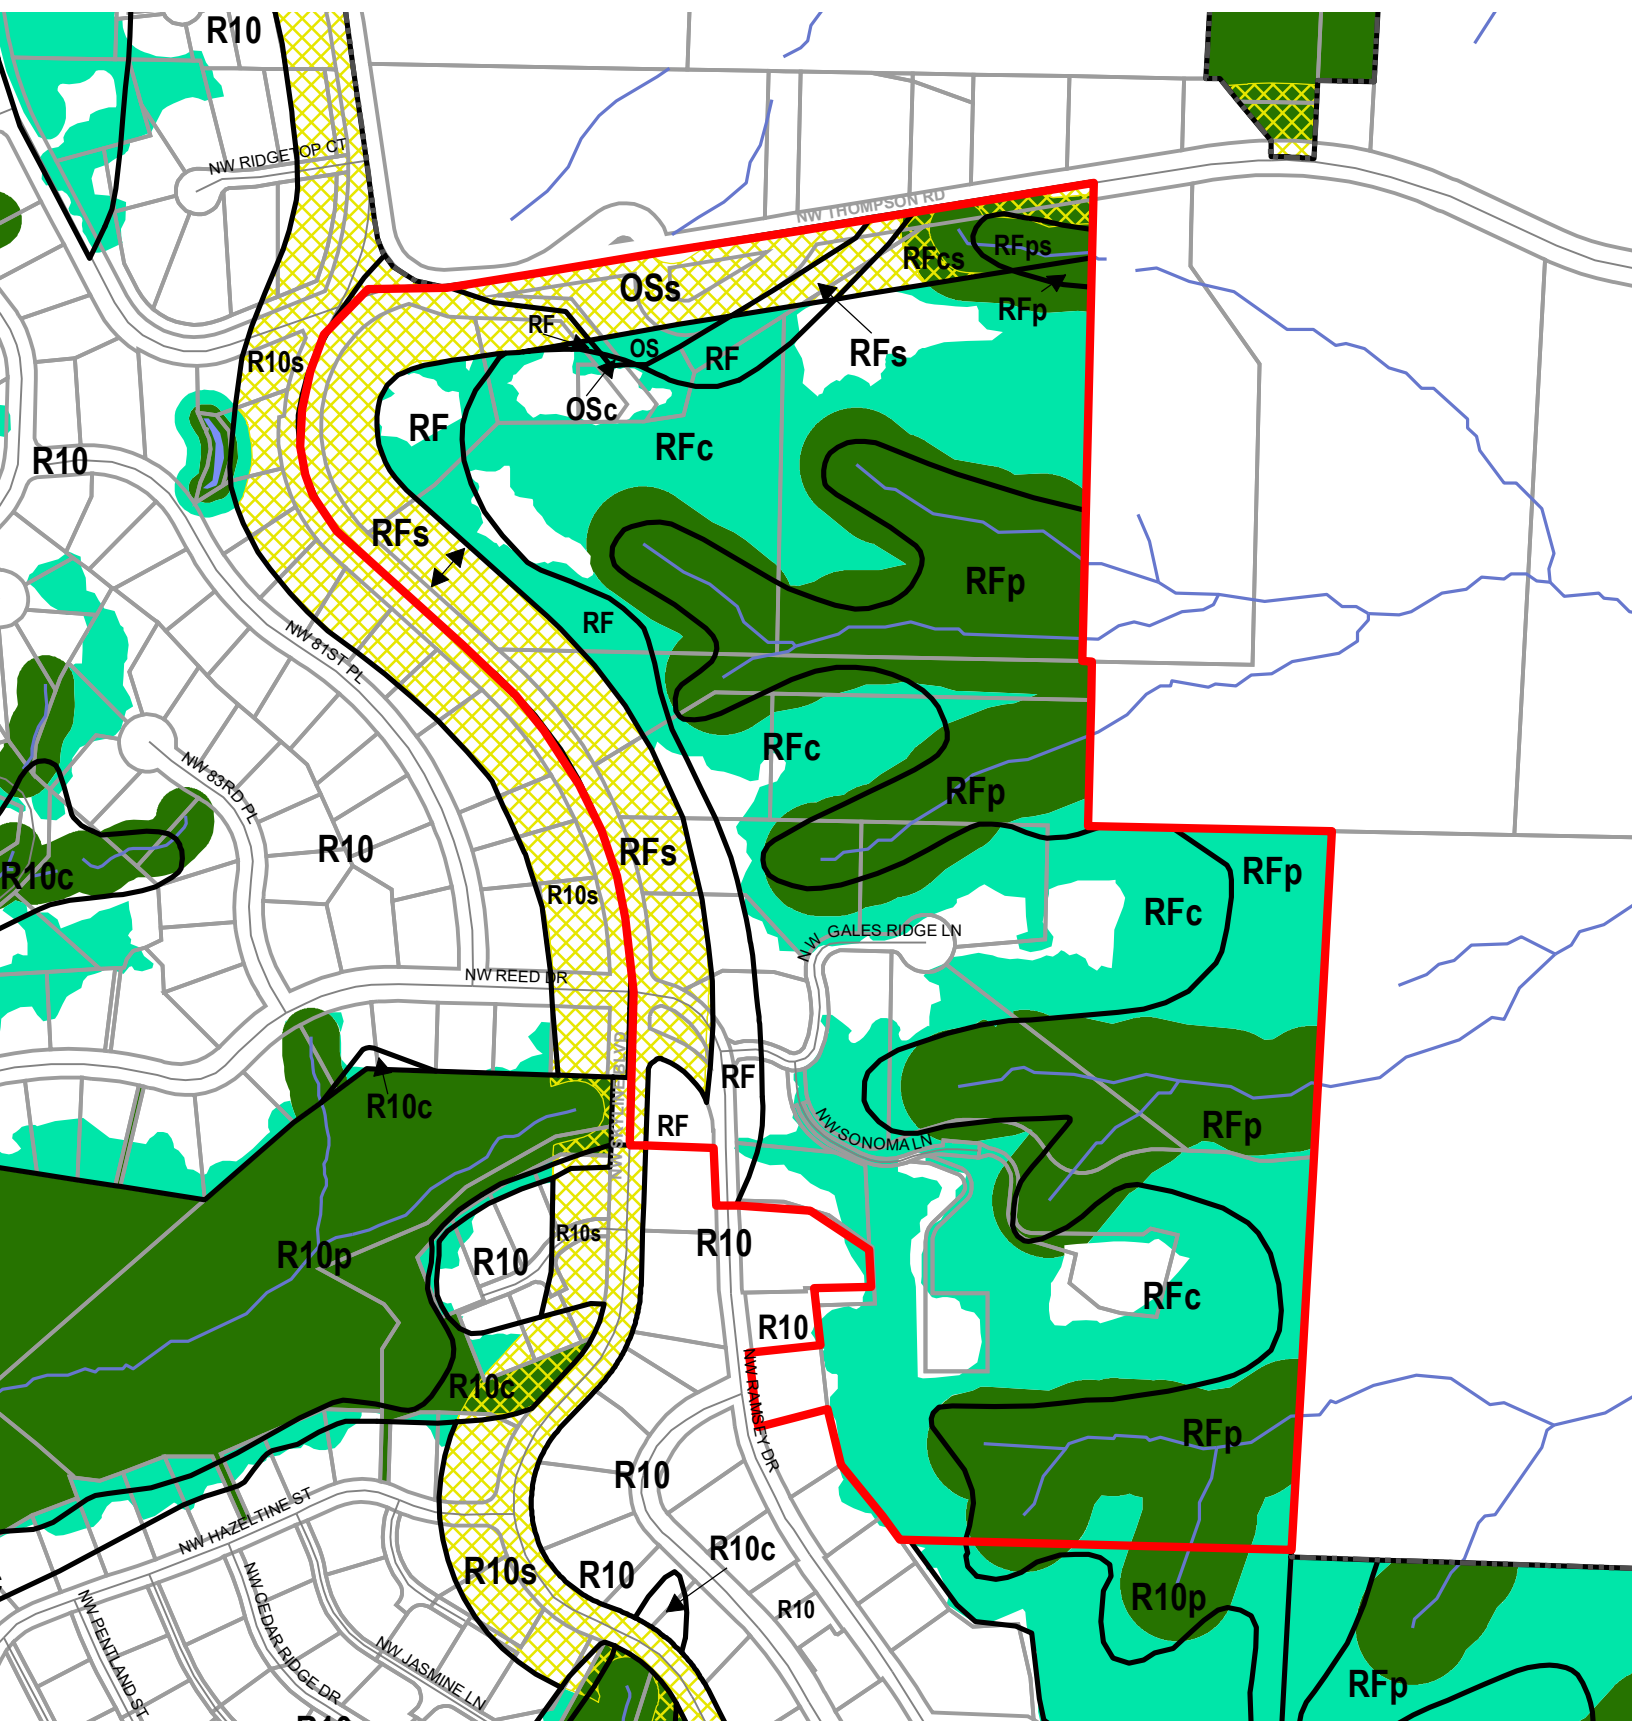 R10
NW RIDGETOP CT
NW THOMPSON RD
RFps
RFcs
OSs
RFp
RF
OS
RF
RFs
R10s
OSc
RF
RFc
R10
RFs
RFp
RF
NW 81ST PL
RFc
NW 83RD PL
RFp
R10
RFs
RFp
R10c
R10s
RFc
NW GALES RIDGE LN
NW REED DR
NW SKYLINE BLVD
RF
R10c
RF
NW SONOMA LN
RFp
R10s
R10
R10p
R10
RFc
R10
NW RAMSEY DR
R10c
RFp
R10
NW HAZELTINE ST
R10c
R10s
R10
R10p
R10
NW CEDAR RIDGE DR
NW PENTLAND ST
NW JASMINE LN
RFp